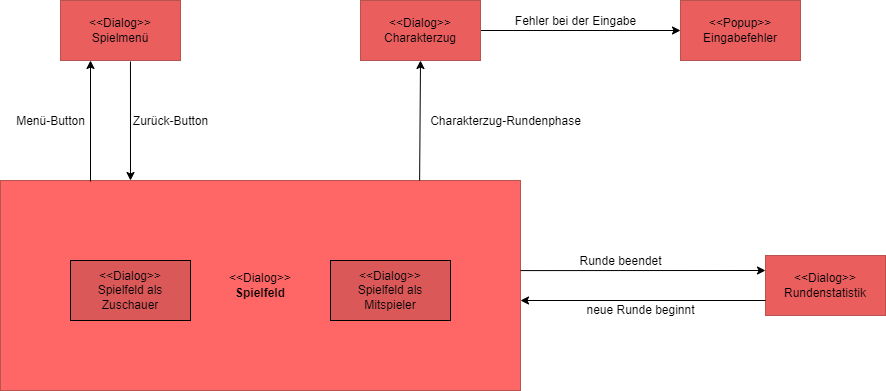 <<Dialog>>
Spielmenü
<<Dialog>>
Charakterzug
Fehler bei der Eingabe
<<Popup>>
Eingabefehler
Menü-Button
Zurück-Button
Charakterzug-Rundenphase
<<Dialog>>
Spielfeld als
Zuschauer
<<Dialog>>
Spielfeld
<<Dialog>>
Spielfeld als
Mitspieler
Runde beendet
<<Dialog>>
Rundenstatistik
neue Runde beginnt